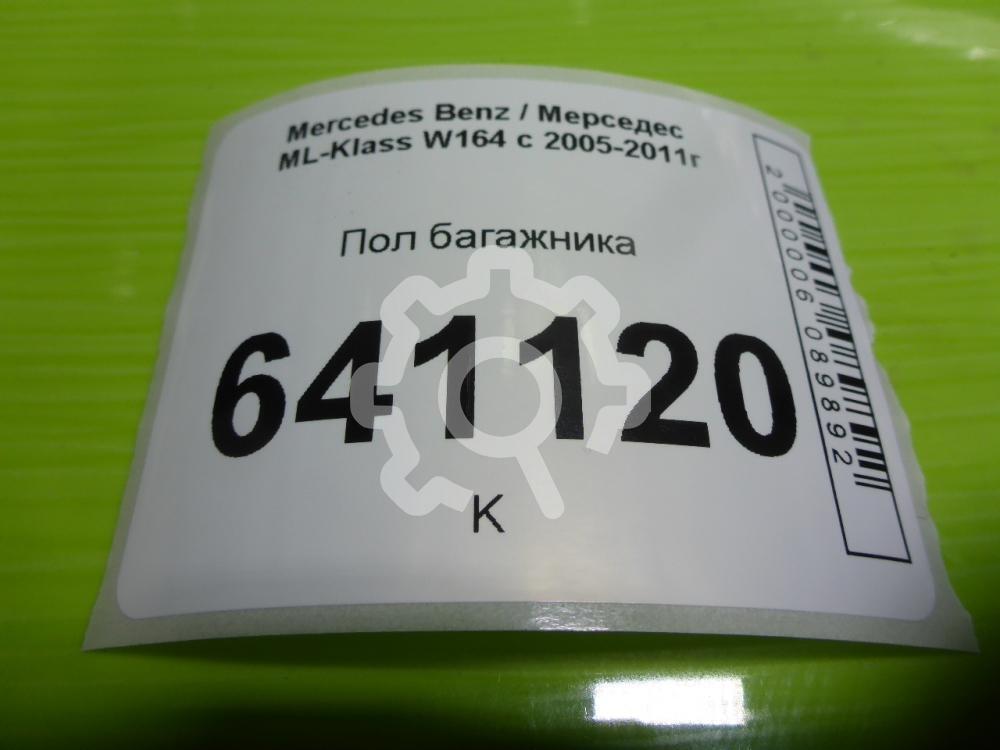 Mercedes Benz / Мерседес
ML-Klass W164 с 2005-2011г
Пол багажника
641120
К
2000006089892